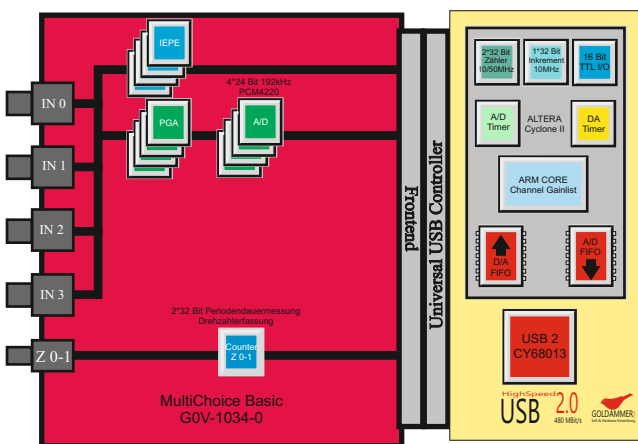 IEPE
4*24 Bit 192kHz
PCM4220
PGA
A/D
IN 0
IN 1
IN 2
IN 3
Z 0-1
2*32 Bit Periodendauermessung
Drehzahlerfassung
Counter
Z 0-1
MultiChoice Basic
G0V-1034-0
Frontend
Universal USB Controller
2*32 Bit
Zähler
10/50MHz
1*32 Bit
Inkrement
10MHz
16 Bit
TTL I/O
A/D
Timer
ALTERA
Cyclone II
DA
Timer
ARM CORE
Channel Gainlist
D/A
FIFO
A/D
FIFO
USB 2
CY68013
HighSpeed
USB 2.0
480 MBit/s
GOLDAMMER
Soft & Hardware Entwicklung